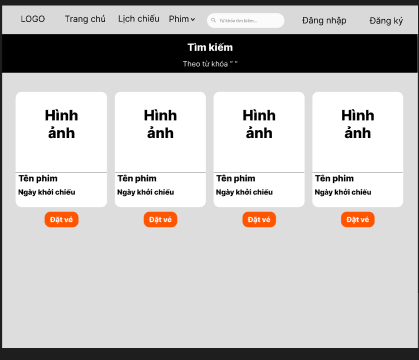 LOGO Trang chủ Lịch chiếu Phim Từ khóa tìm kiếm... Đăng nhập Đăng ký
Tìm kiếm
Theo từ khóa " "
Hình ảnh Hình ảnh Hình ảnh Hình ảnh
Tên phim Tên phim Tên phim Tên phim
Ngày khởi chiếu Ngày khởi chiếu Ngày khởi chiếu Ngày khởi chiếu
Đặt vé Đặt vé Đặt vé Đặt vé